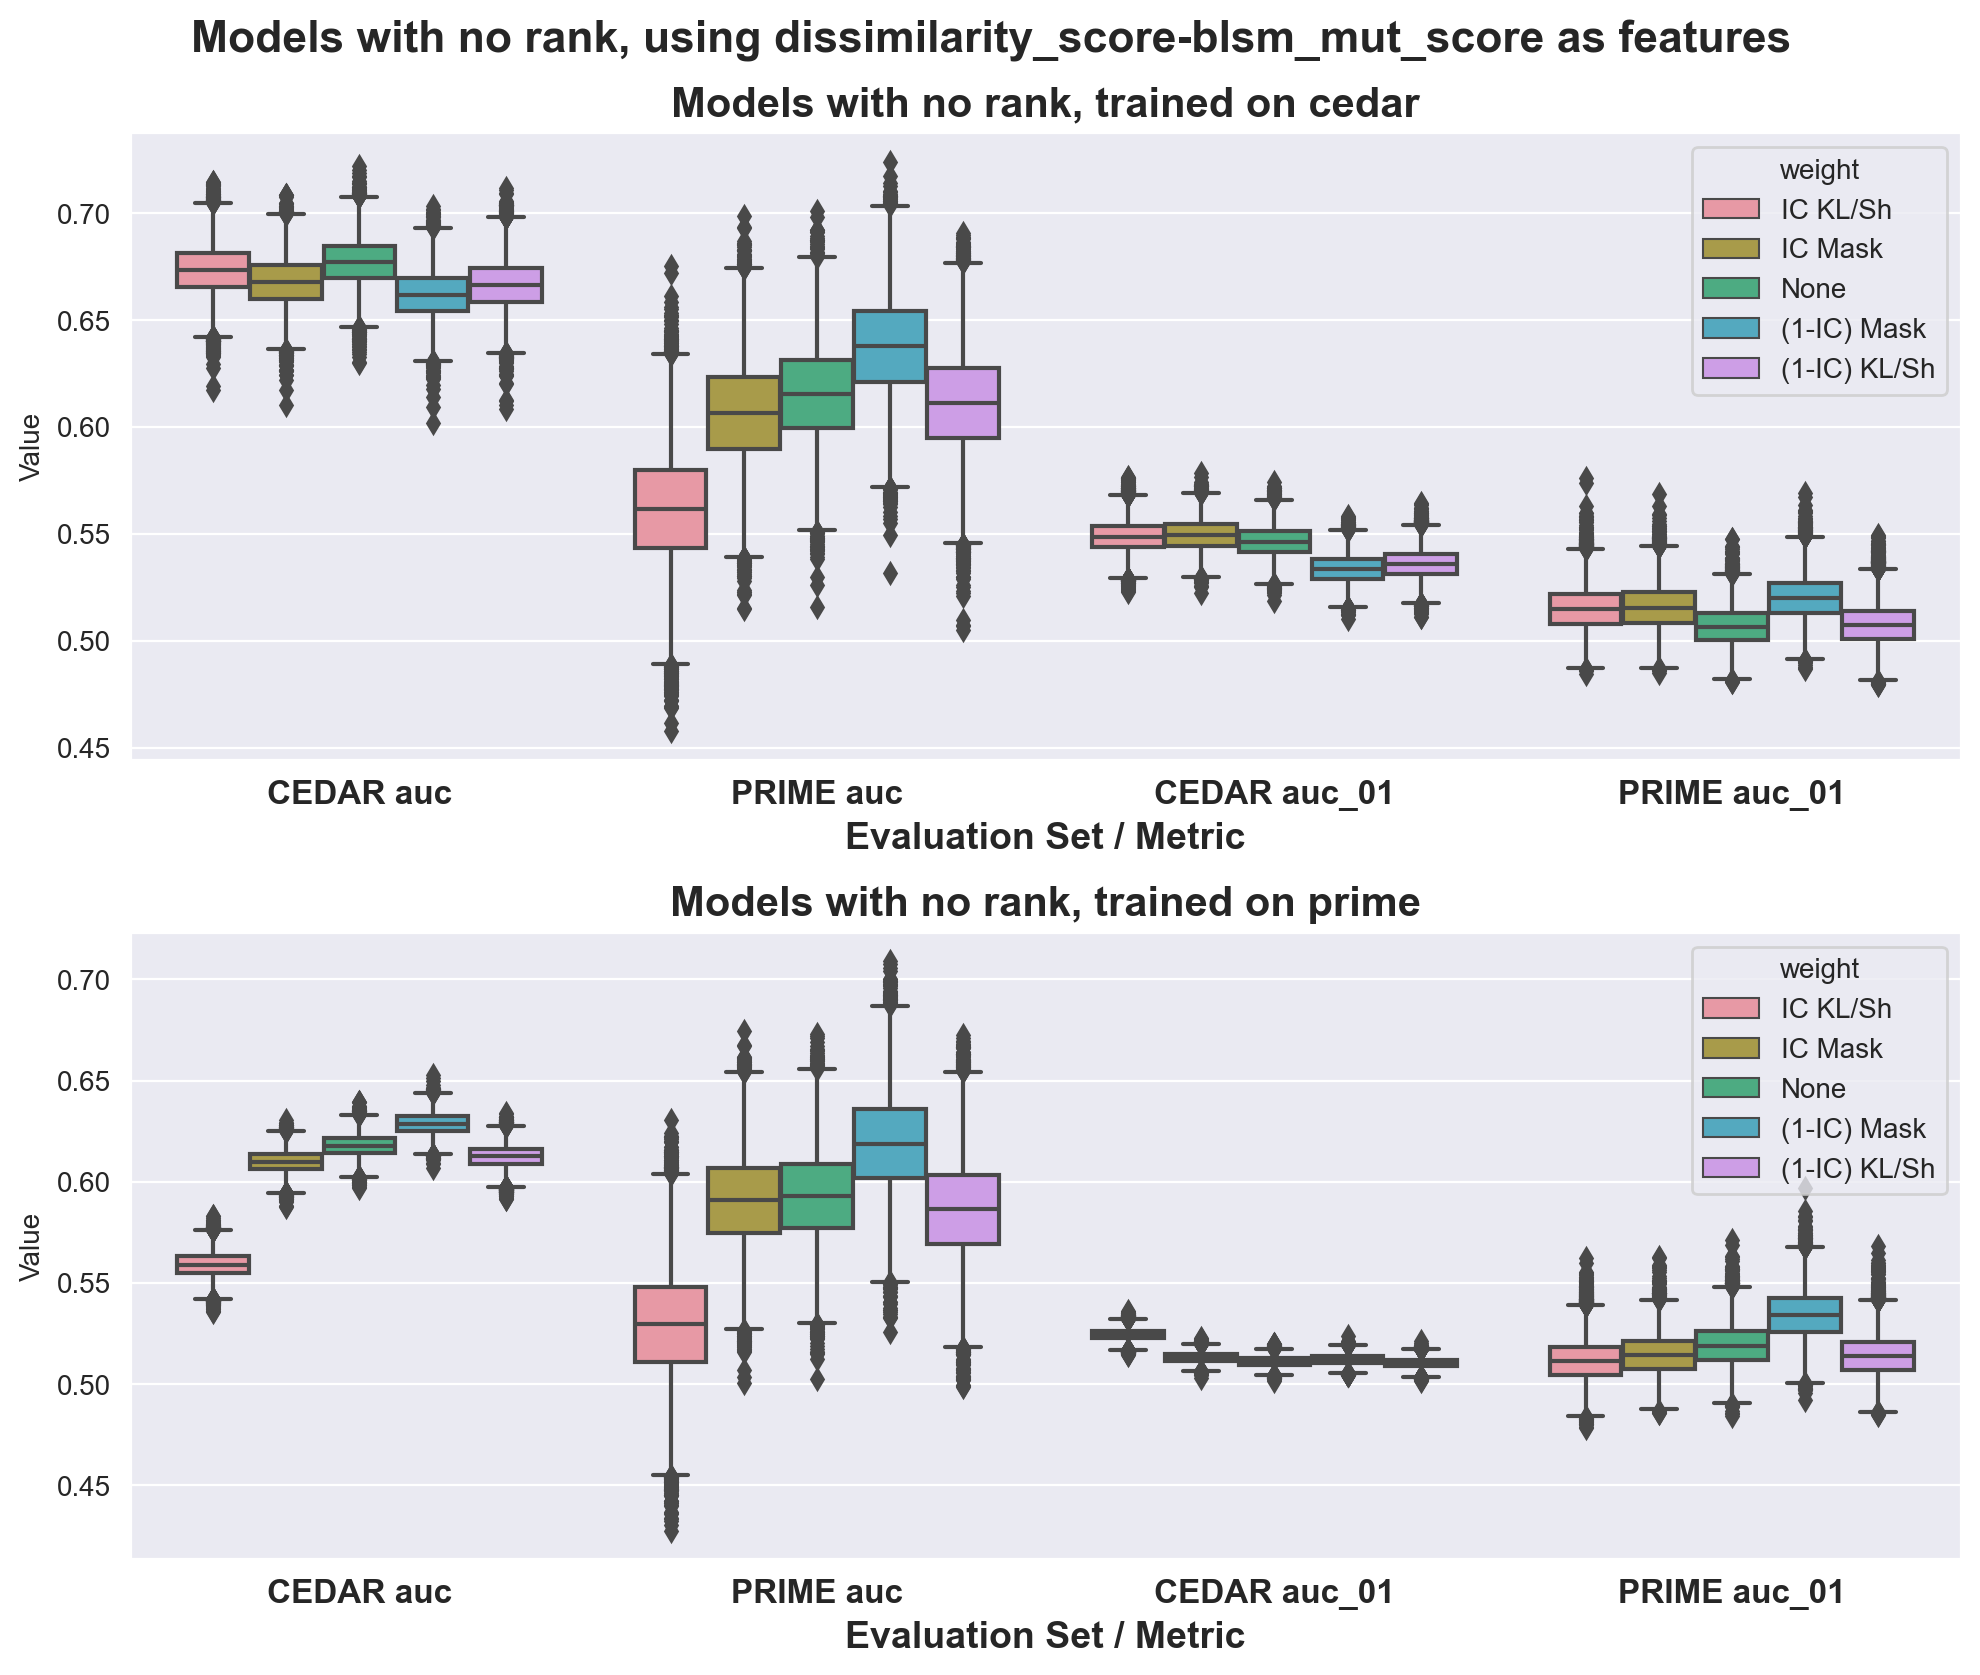 Models with no rank, using dissimilarity_score-blsm_mut_score as features
Models with no rank, trained on cedar
weight
IC KL/Sh
IC Mask
None
(1-IC) Mask
(1-IC) KL/Sh
0.70
0.65
0.60
0.55
0.50
0.45
Value
CEDAR auc
PRIME auc
CEDAR auc_01
PRIME auc_01
Evaluation Set / Metric
Models with no rank, trained on prime
weight
IC KL/Sh
IC Mask
None
(1-IC) Mask
(1-IC) KL/Sh
0.70
0.65
0.60
0.55
0.50
0.45
Value
CEDAR auc
PRIME auc
CEDAR auc_01
PRIME auc_01
Evaluation Set / Metric